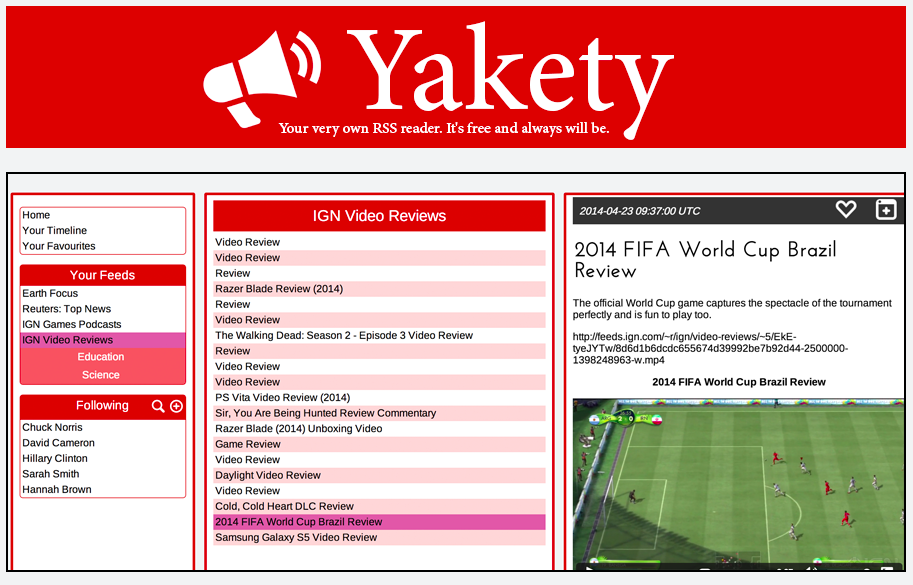 Yakety
Your very own RSS reader. It's free and always will be.
Home
Your Timeline
Your Favourites
Your Feeds
Earth Focus
Reuters: Top News
IGN Games Podcasts
IGN Video Reviews
Education
Science
Following
Chuck Norris
David Cameron
Hillary Clinton
Sarah Smith
Hannah Brown
IGN Video Reviews
Video Review
Video Review
Review
Razer Blade Review (2014)
Review
Video Review
The Walking Dead: Season 2 - Episode 3 Video Review
Review
Video Review
Video Review
PS Vita Video Review (2014)
Sir, You Are Being Hunted Review Commentary
Razer Blade (2014) Unboxing Video
Game Review
Video Review
Daylight Video Review
Video Review
Cold, Cold Heart DLC Review
2014 FIFA World Cup Brazil Review
Samsung Galaxy S5 Video Review
2014-04-23 09:37:00 UTC
2014 FIFA World Cup Brazil
Review
The official World Cup game captures the spectacle of the tournament
perfectly and is fun to play too.
http://feeds.ign.com/~r/ign/video-reviews/~5/EkE-
tyeJYTw/8d6d1b6dcdc655674d39992be7b92d44-2500000-
1398248963-w.mp4
2014 FIFA World Cup Brazil Review
2 0